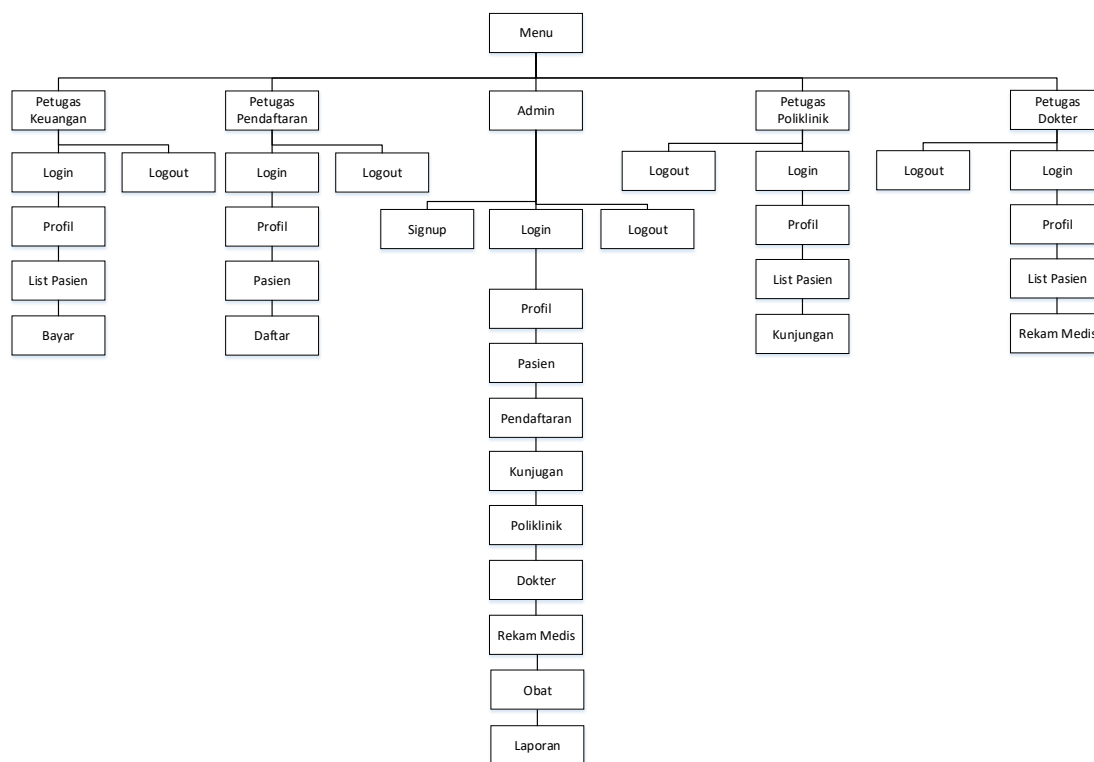 Menu
Petugas
Keuangan
Petugas
Pendaftaran
Admin
Petugas
Poliklinik
Petugas
Dokter
Login
Logout
Login
Logout
Logout
Login
Logout
Login
Profil
Profil
Signup
Login
Logout
Profil
Profil
List Pasien
Pasien
List Pasien
List Pasien
Bayar
Daftar
Profil
Kunjungan
Rekam Medis
Pasien
Pendaftaran
Kunjugan
Poliklinik
Dokter
Rekam Medis
Obat
Laporan